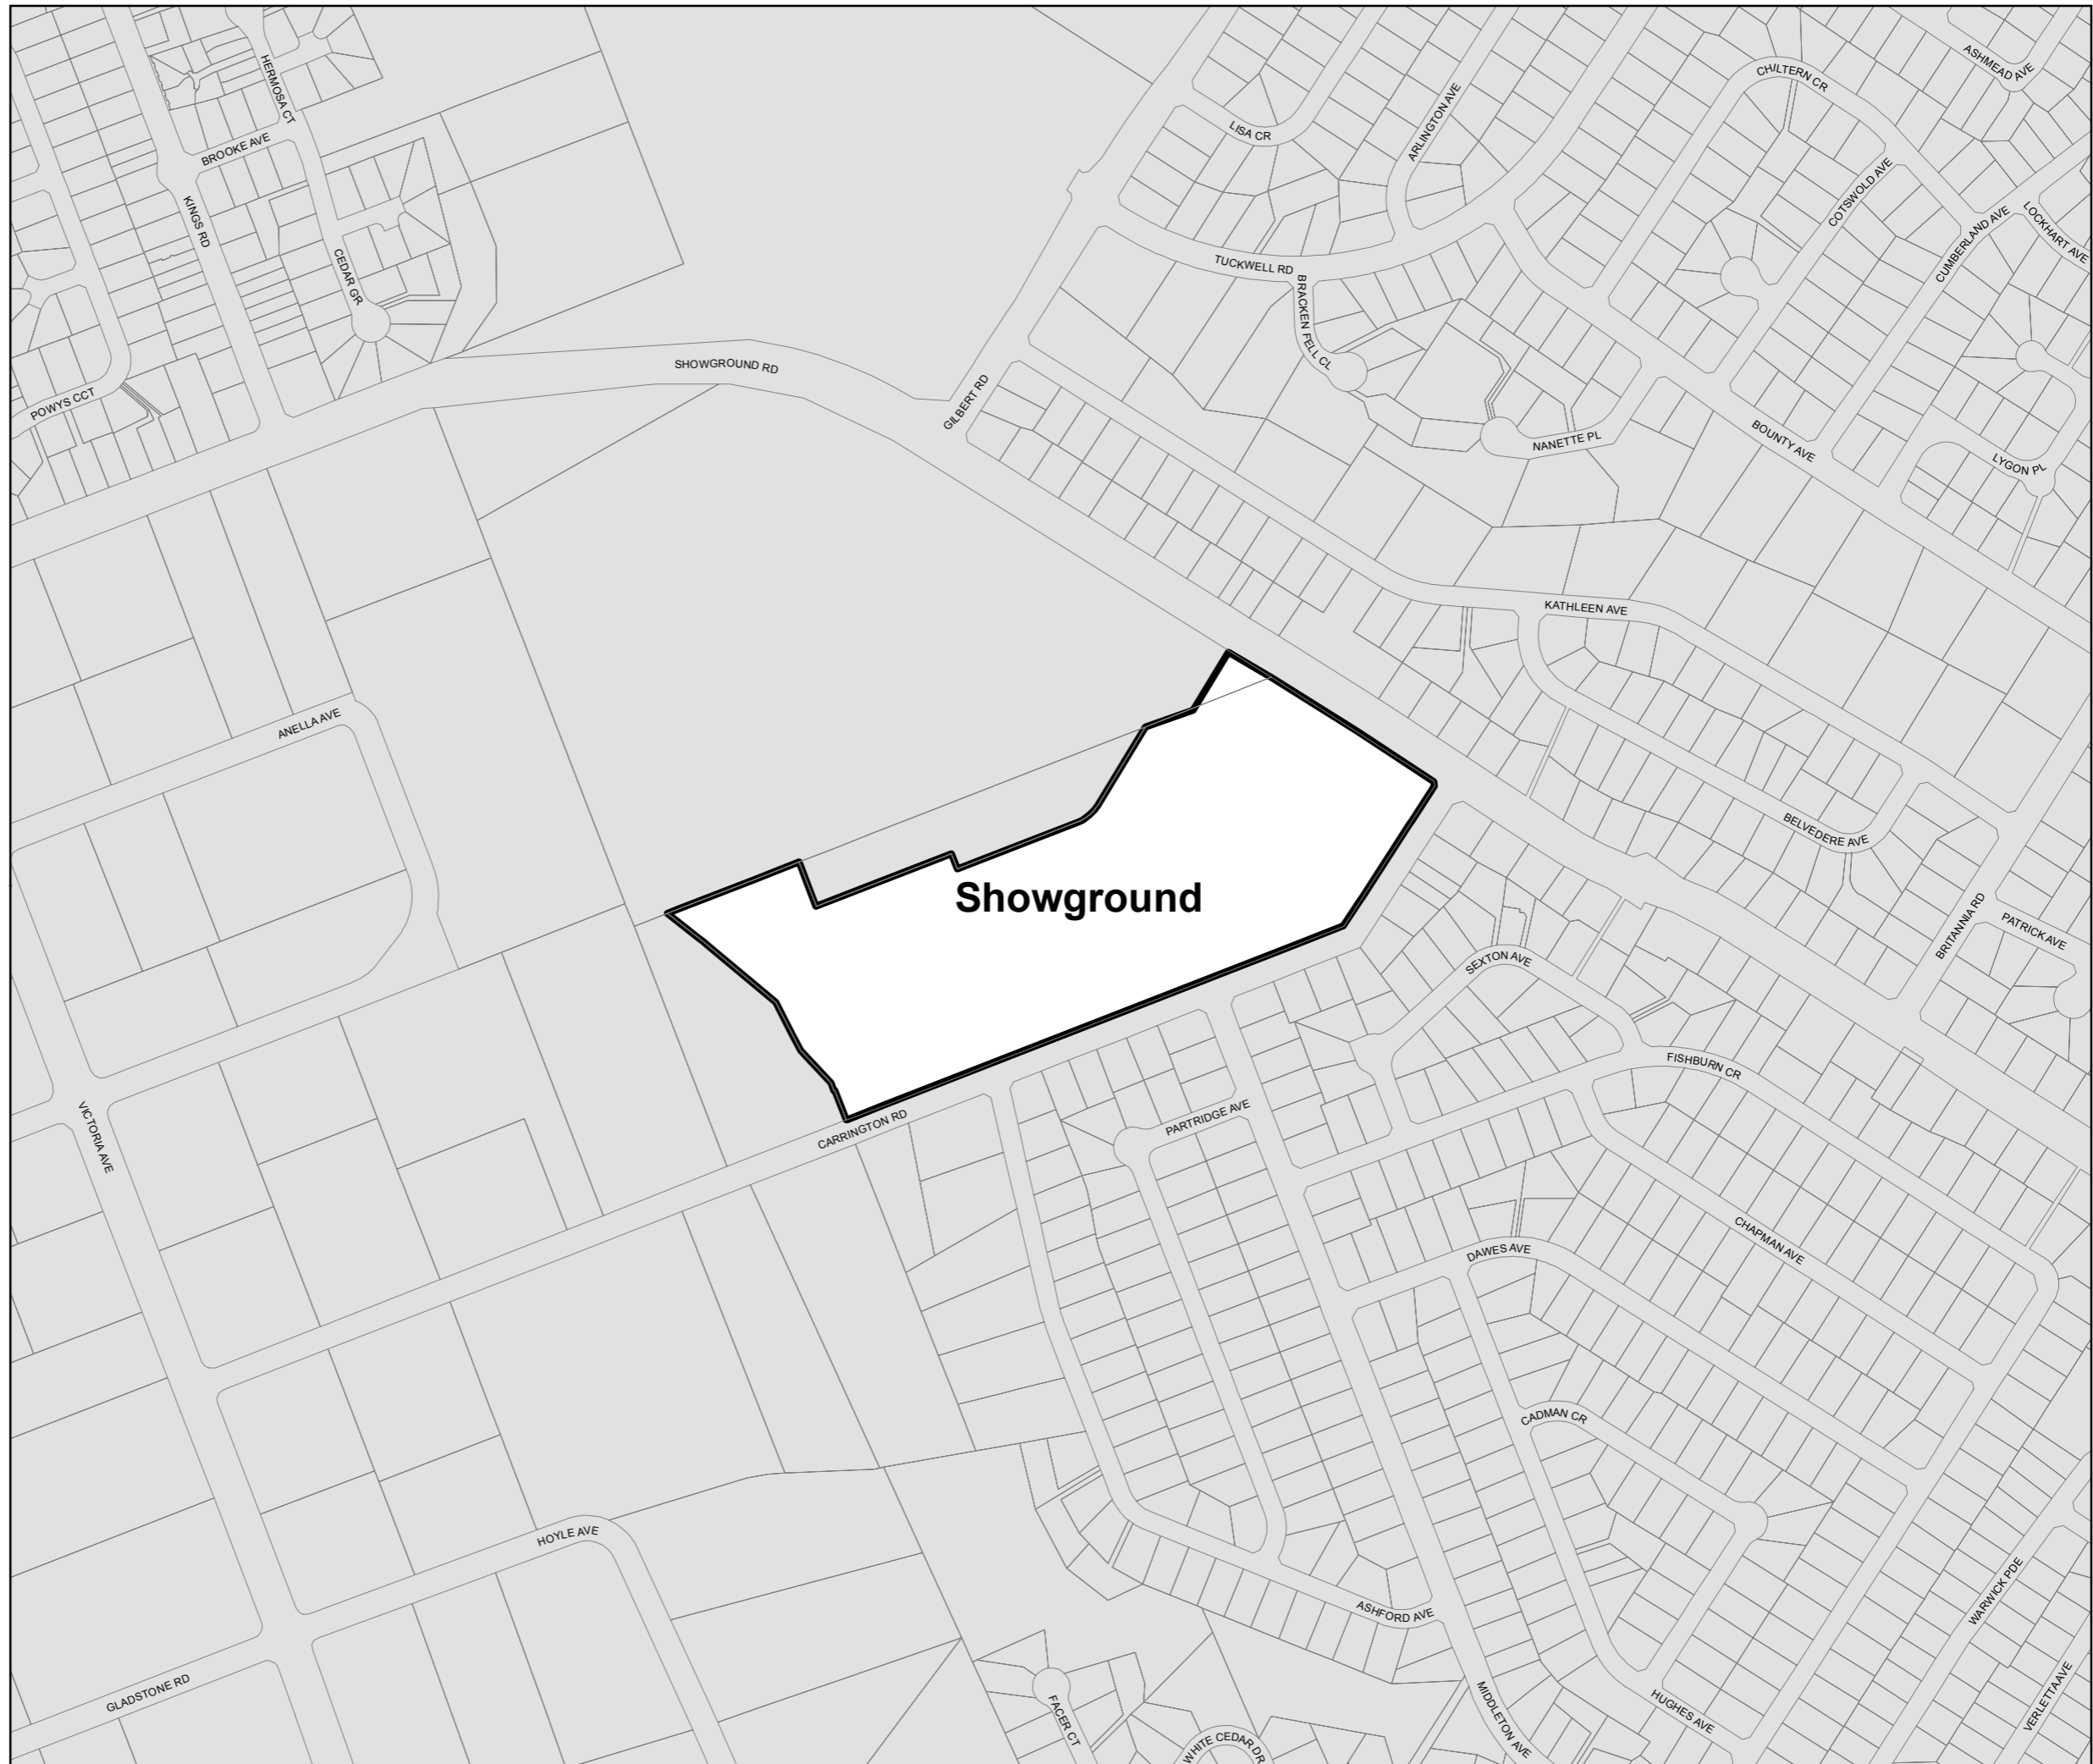 ASHMEAD AVE
CHILTERN CR
HERMOSA CT
ARLINGTON AVE
LISA CR
BROOKE AVE
COTSWOLD AVE
KINGS RD
CUMBERLAND AVE
LOCKHART AVE
CEDAR GR
TUCKWELL RD
BRACKEN FELL CL
SHOWGROUND RD
POWYS CCT
GILBERT RD
NANETTE PL
BOUNTY AVE
LYGON PL
KATHLEEN AVE
ANELLA AVE
BELVEDERE AVE
Showground
BRITANNIA RD
PATRICK AVE
SEXTON AVE
FISHBURN CR
VICTORIA AVE
CARRINGTON RD
PARTRIDGE AVE
CHAPMAN AVE
DAWES AVE
CADMAN CR
HOYLE AVE
WARWICK PDE
ASHFORD AVE
GLADSTONE RD
FACER CT
MIDDLETON AVE
HUGHES AVE
VERLETTA AVE
WHITE CEDAR DR